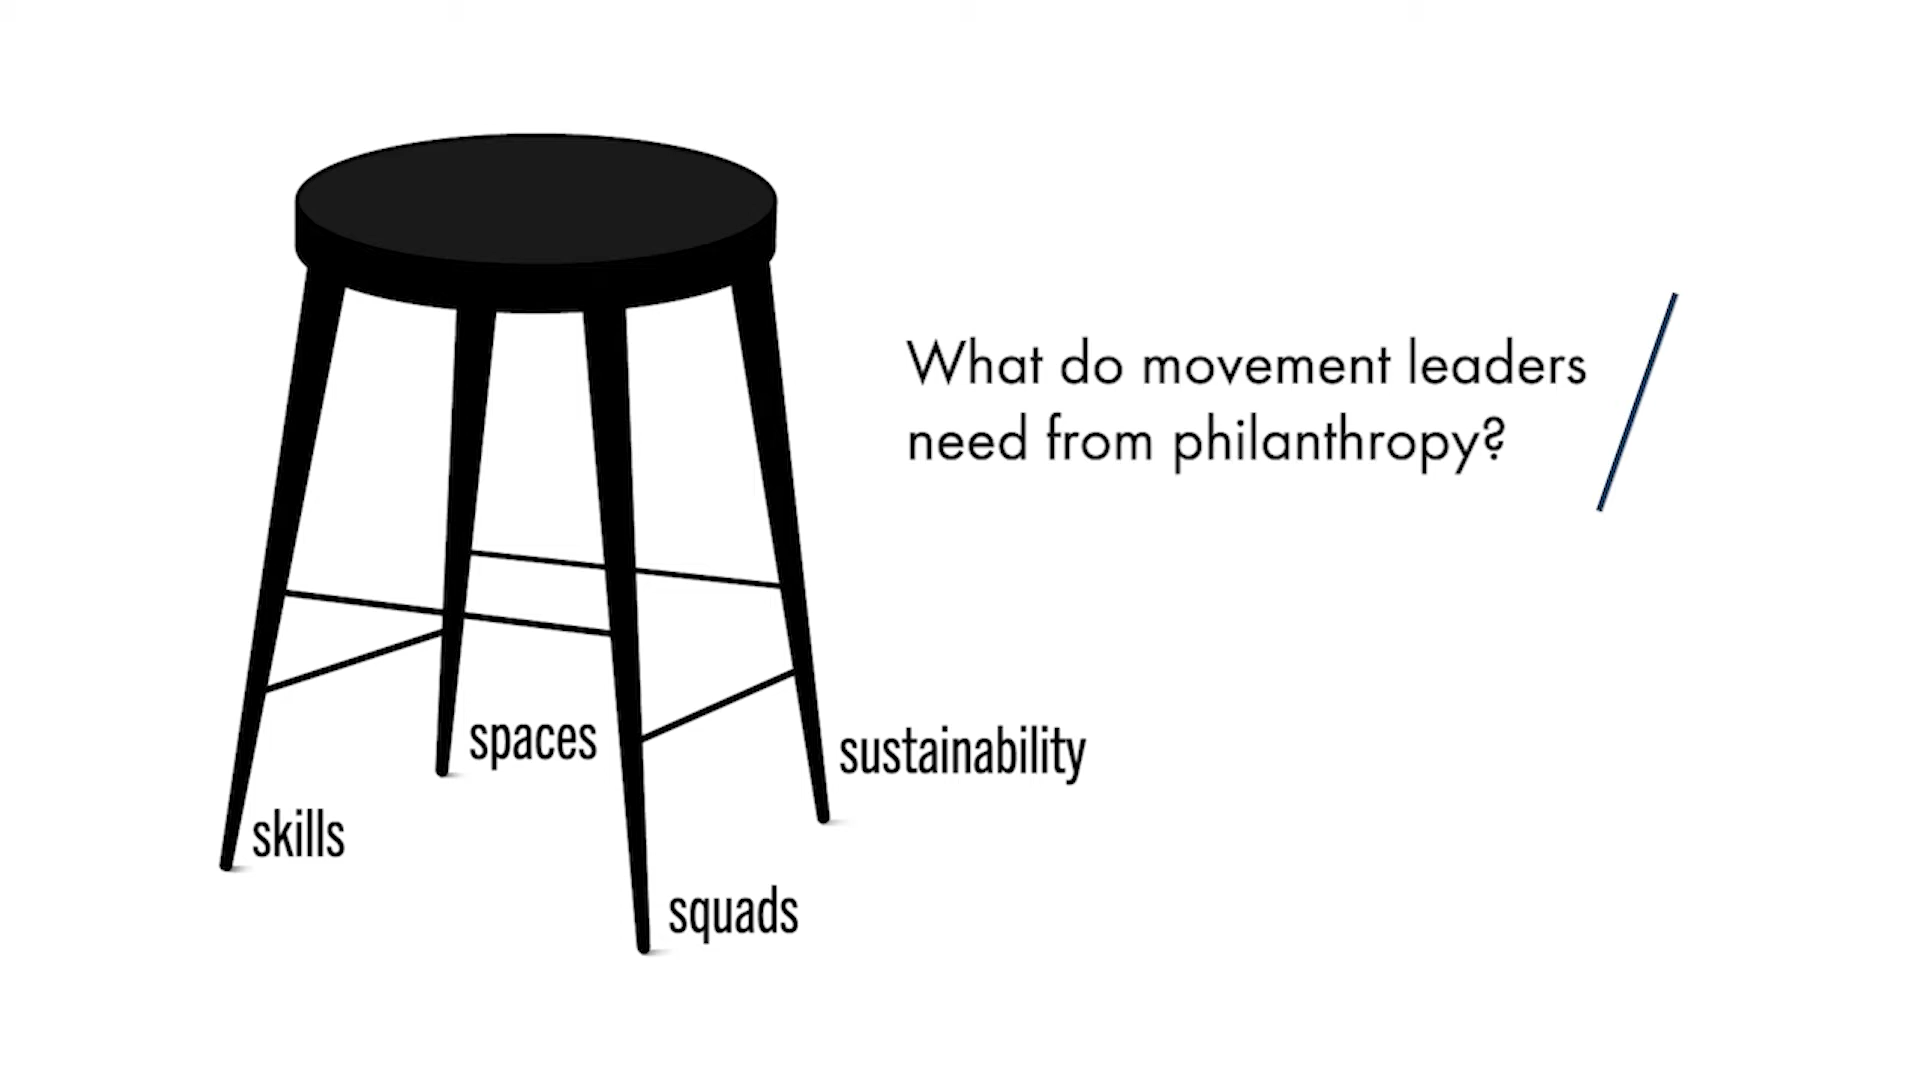 What do movement leaders
need from philanthropy?
spaces
sustainability
skills
squads